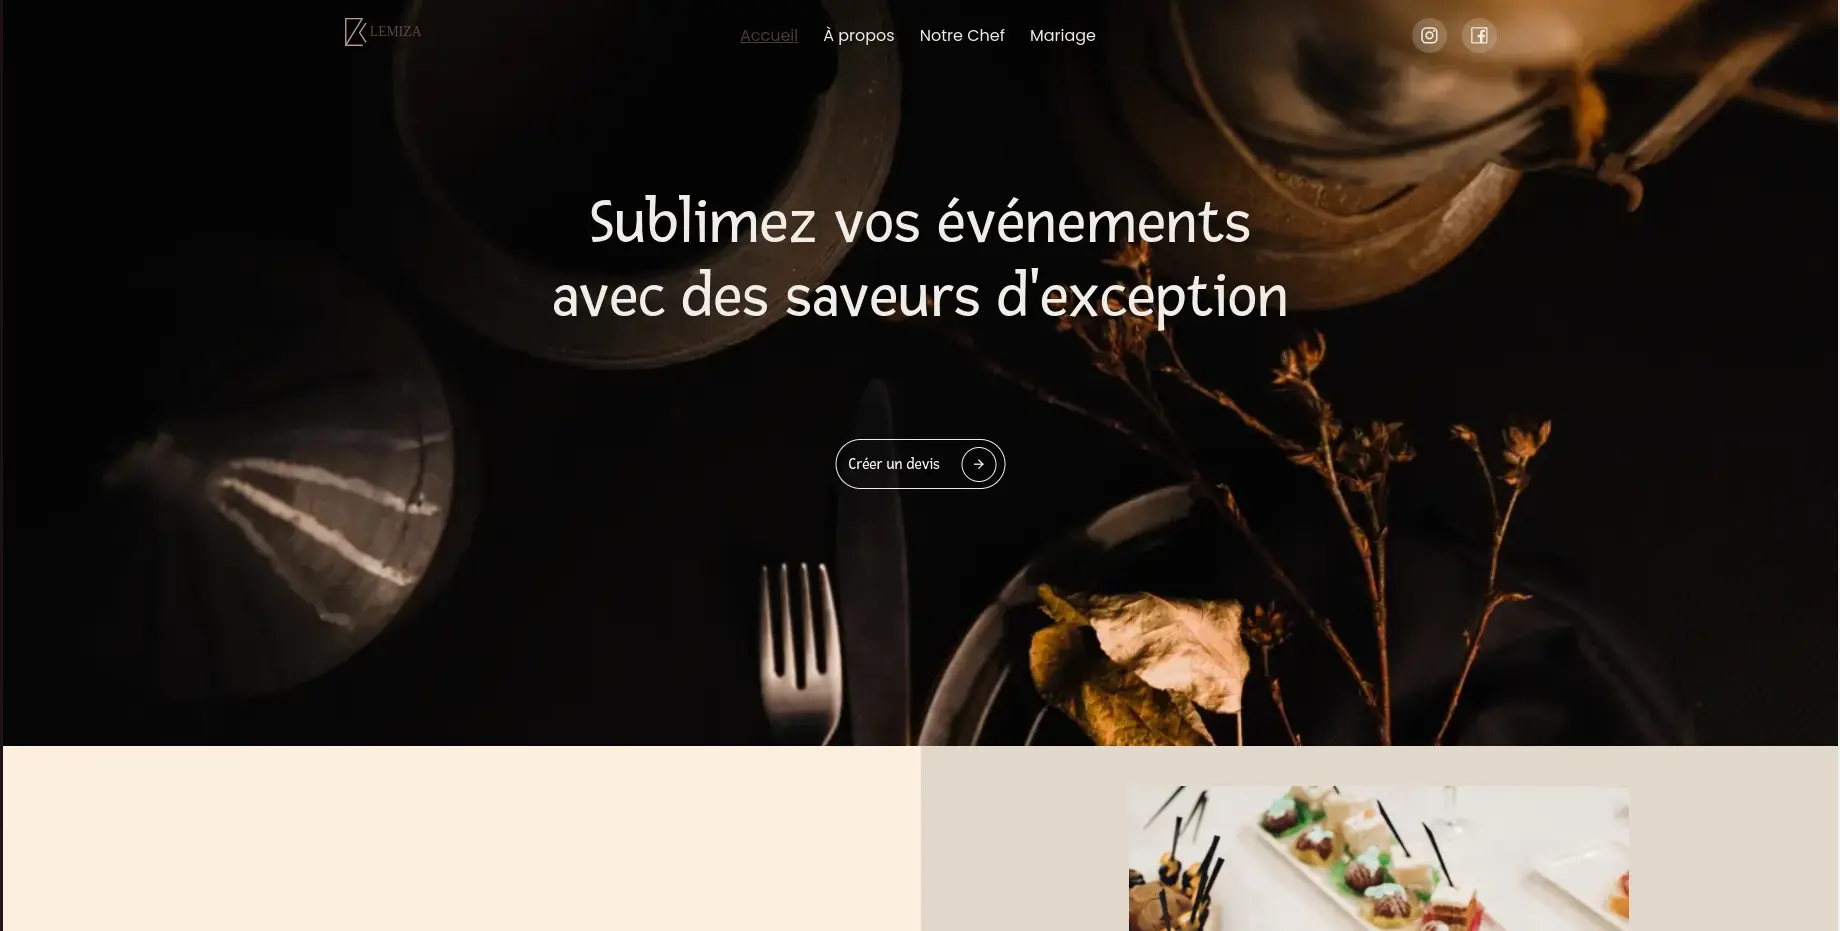 LEMIZA
Accueil
À propos
Notre Chef
Mariage
Sublimez vos événements
avec des saveurs d'exception
Créer un devis